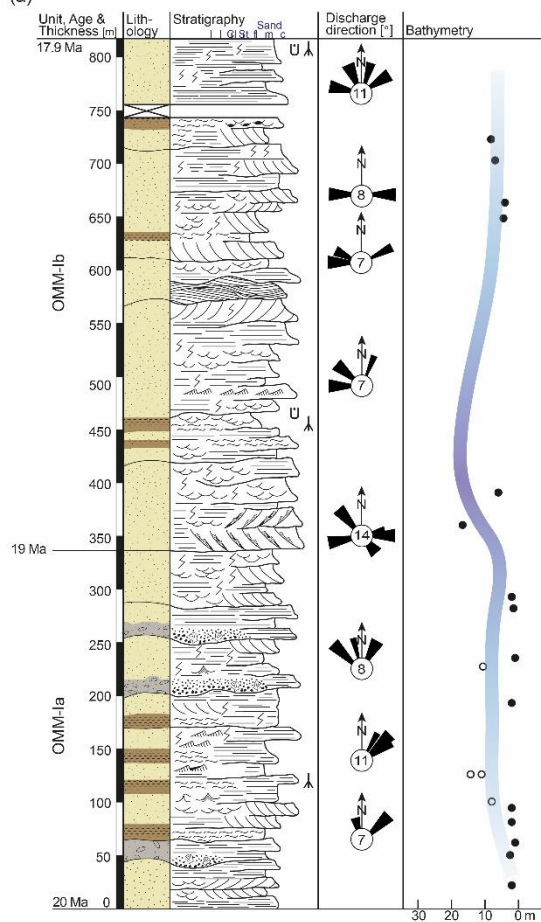 (a)
Unit, Age & Thickness [m]
Lith-
ology
Stratigraphy
Sand
Cl St f m c
Discharge
direction [°]
Bathymetry
17.9 Ma
800
11
750
700
8
650
N
600
7
OMM-Ib
550
N
500
7
450
400
N
350
14
19 Ma
300
N
250
8
200
OMM-Ia
N
150
11
100
N
7
50
20 Ma 0
30 20 10 0 m